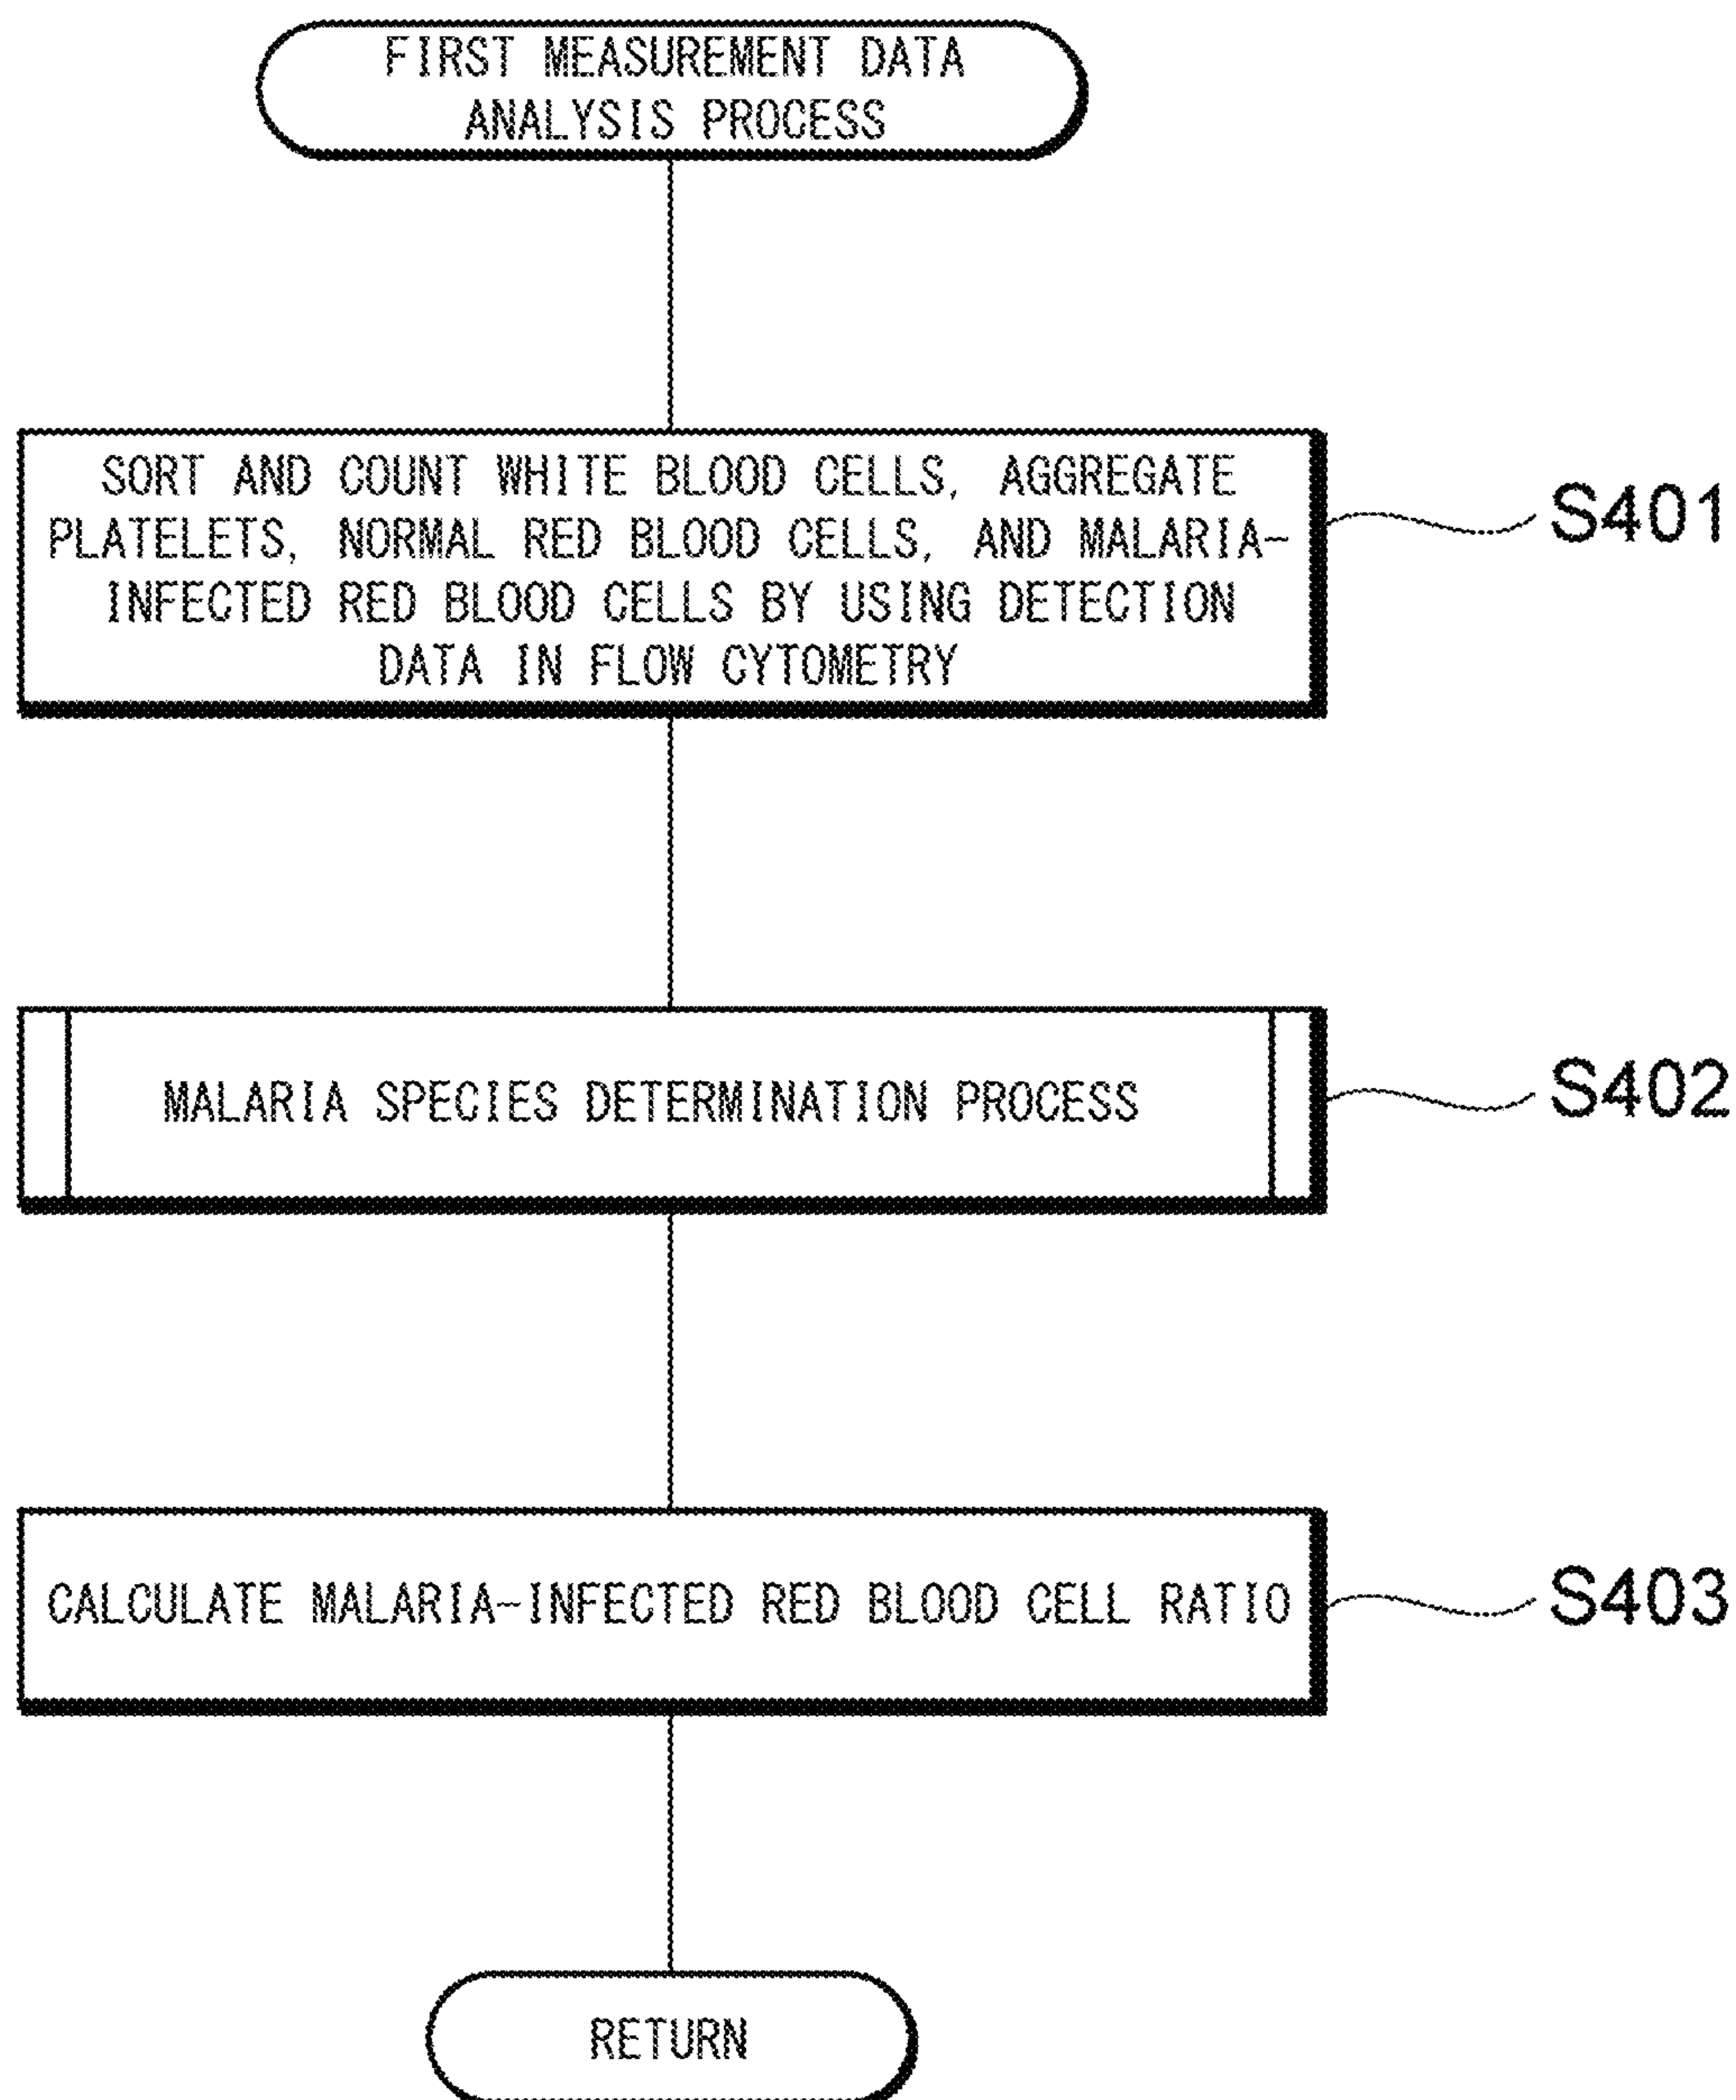 FIRST MEASUREMENT DATA
ANALYSIS PROCESS
SORT AND COUNT WHITE BLOOD CELLS, AGGREGATE
PLATELETS, NORMAL RED BLOOD CELLS, AND MALARIA-
INFECTED RED BLOOD CELLS BY USING DETECTION
DATA IN FLOW CYTOMETRY
S401
MALARIA SPECIES DETERMINATION PROCESS
S402
CALCULATE MALARIA-INFECTED RED BLOOD CELL RATIO
S403
RETURN